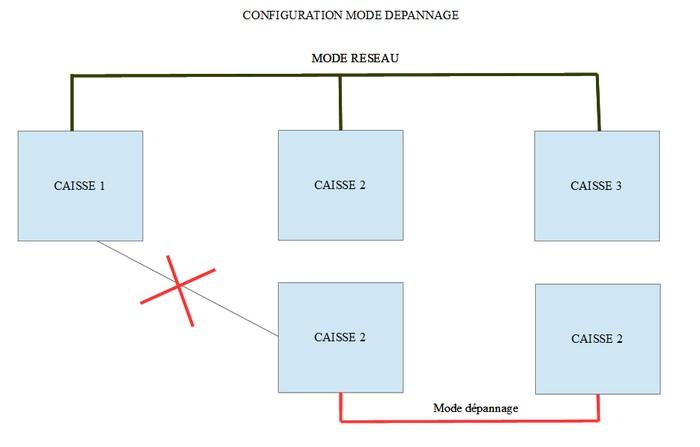 CONFIGURATION MODE DEPANNAGE
MODE RESEAU
CAISSE 1
CAISSE 2
CAISSE 3
CAISSE 2
CAISSE 2
Mode dépannage